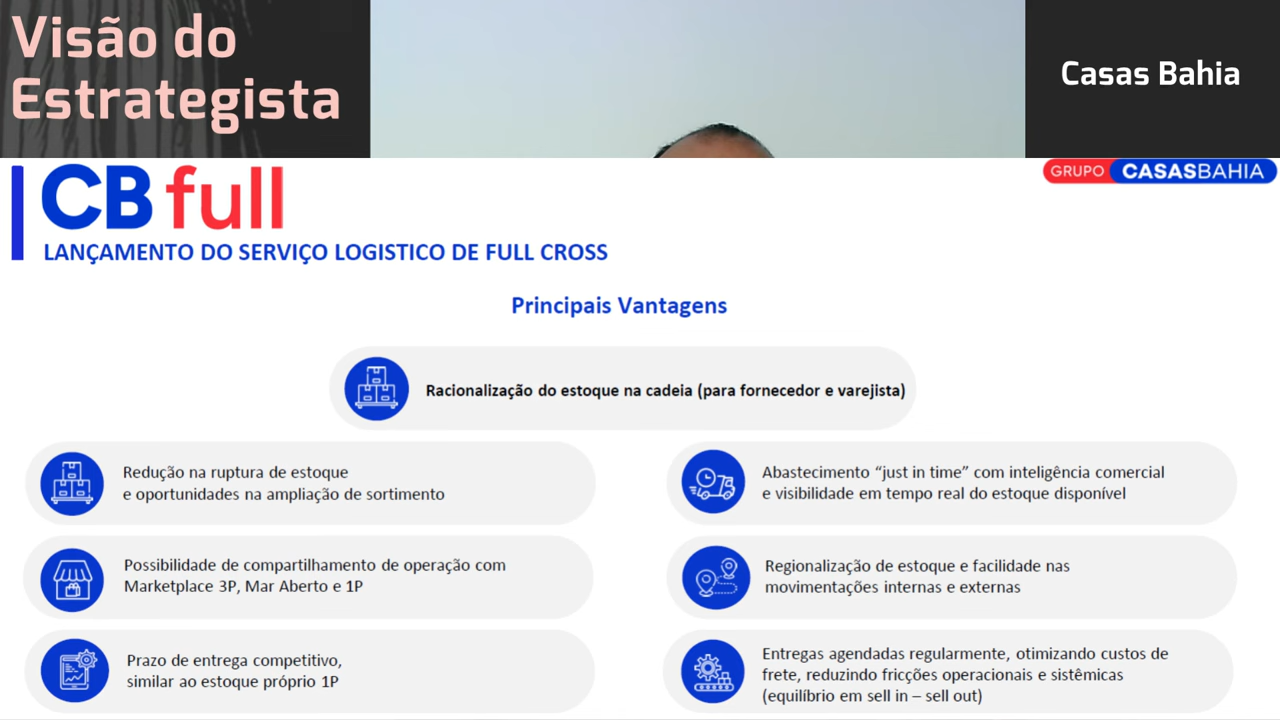 Visão do
Estrategista
Casas Bahia
GRUPO CASASBAHIA
CB full
LANÇAMENTO DO SERVIÇO LOGISTICO DE FULL CROSS
Principais Vantagens
Racionalização do estoque na cadeia (para fornecedor e varejista)
Redução na ruptura de estoque
e oportunidades na ampliação de sortimento
Possibilidade de compartilhamento de operação com
Marketplace 3P, Mar Aberto e 1P
Prazo de entrega competitivo,
similar ao estoque próprio 1P
Abastecimento “just in time” com inteligência comercial
e visibilidade em tempo real do estoque disponível
Regionalização de estoque e facilidade nas
movimentações internas e externas
Entregas agendadas regularmente, otimizando custos de
frete, reduzindo fricções operacionais e sistêmicas
(equilíbrio em sell in – sell out)